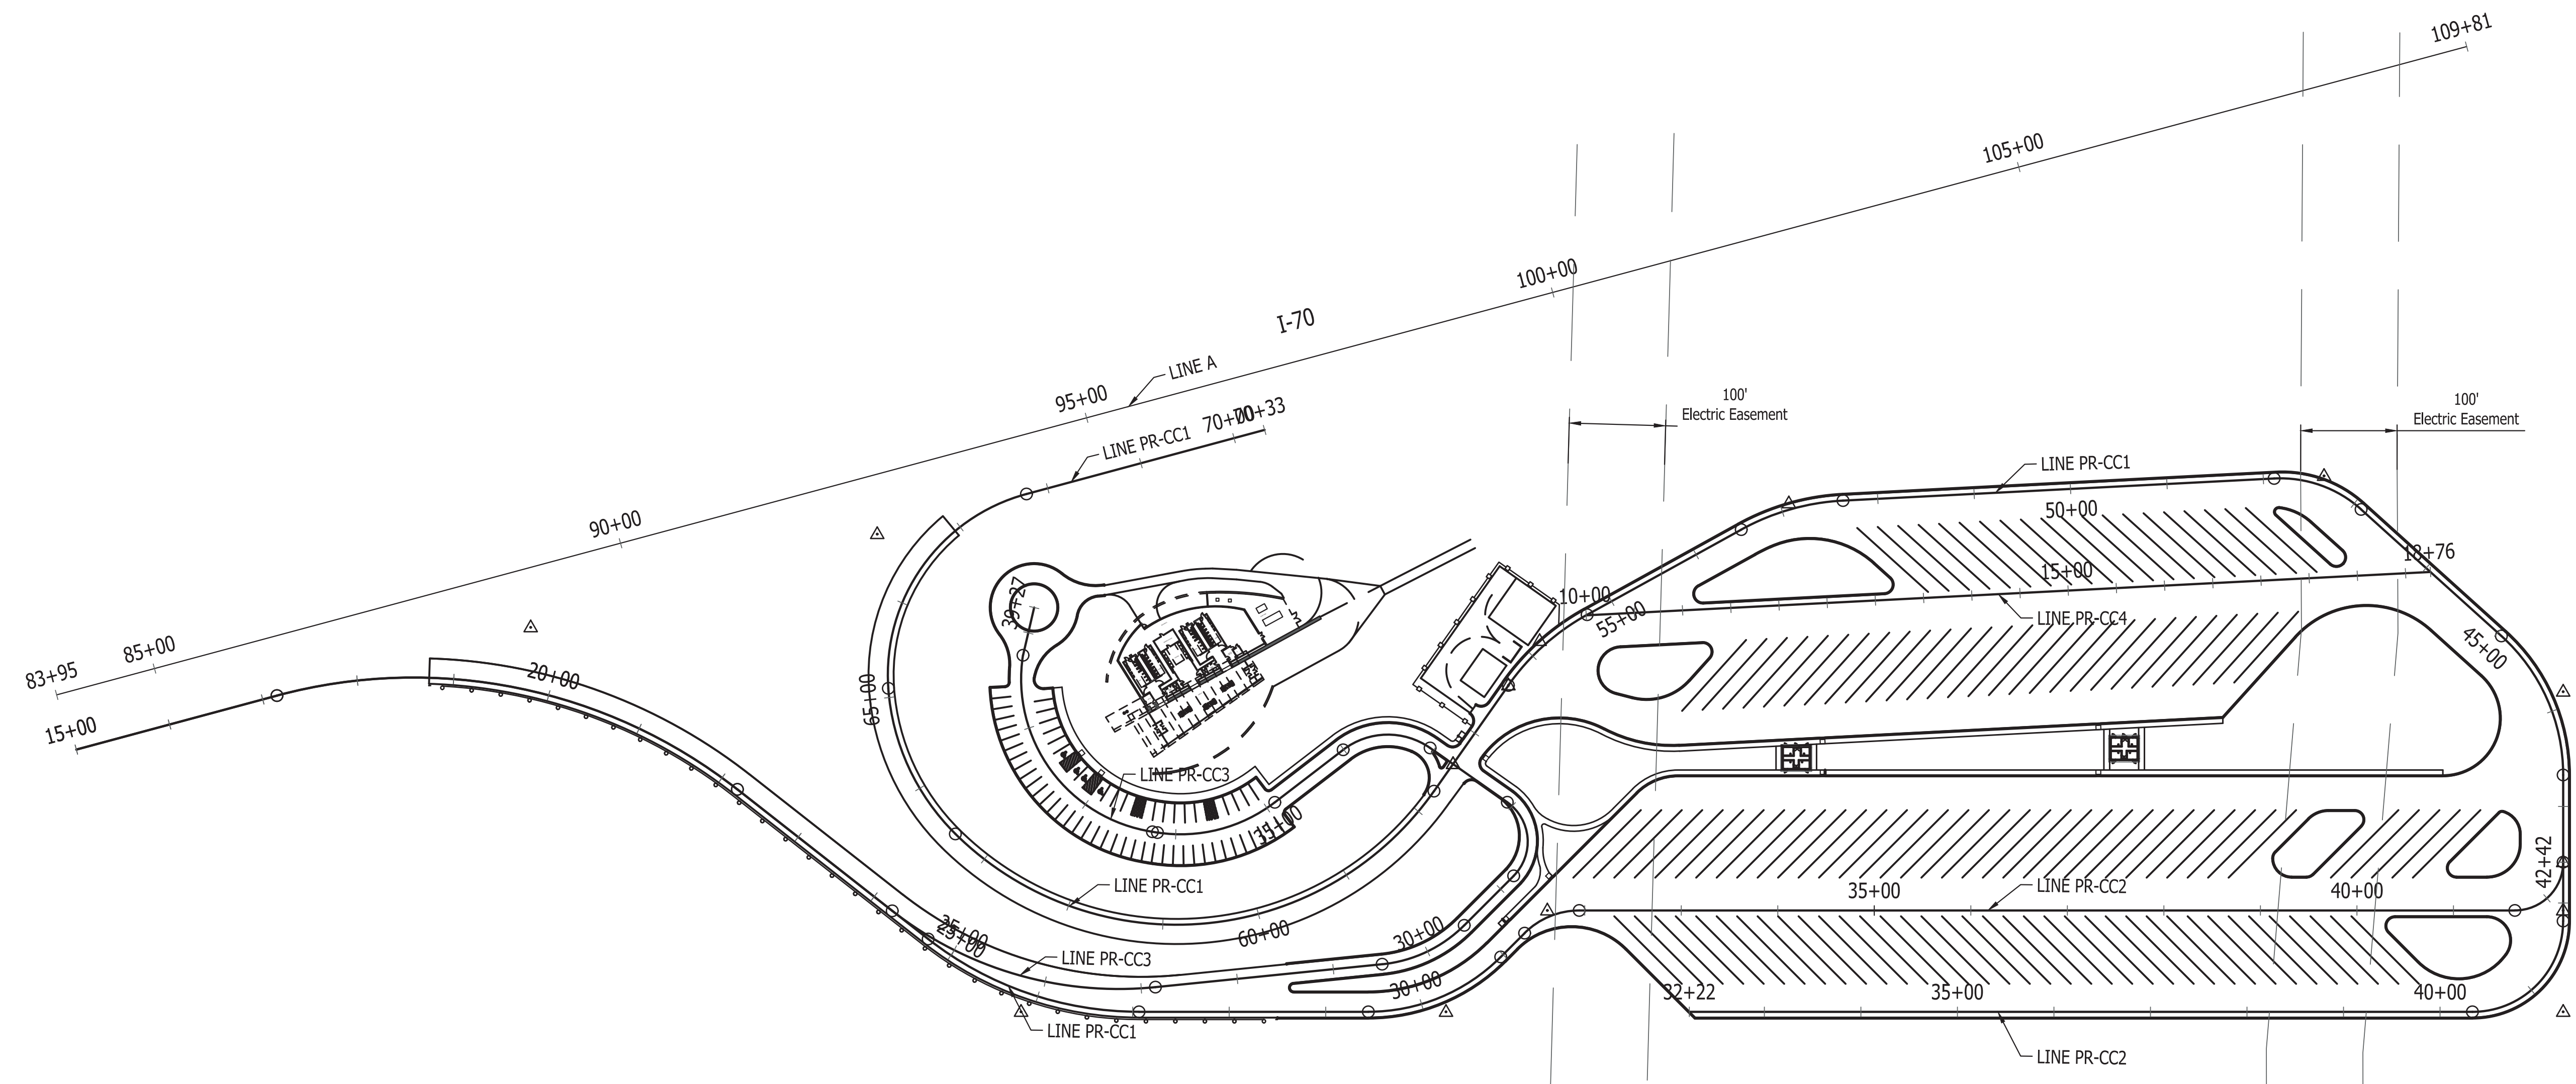 109+81
105+00
100+00
I-70
LINE A
95+00
100'
Electric Easement
100'
Electric Easement
70+00
70+33
LINE PR-CC1
LINE PR-CC1
50+00
90+00
18+76
15+00
10+00
39+27
LINE PR-CC4
55+00
45+00
85+00
83+95
20+00
65+00
15+00
LINE PR-CC3
35+00
42+42
LINE PR-CC1
35+00
LINE PR-CC2
40+00
25+00
25+00
60+00
30+00
LINE PR-CC3
30+00
32+22
35+00
40+00
LINE PR-CC1
LINE PR-CC2